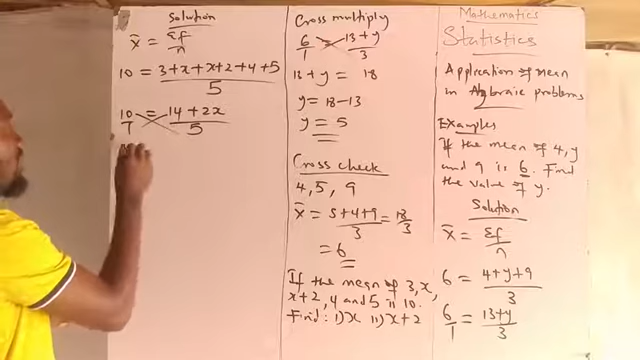 Mathematics
Statistics
Application of mean
in Algbraic problems
Examples
If the mean of 4, y
and 9 is 6. Find
the value of y.
Solution
x̄ = Σf/n
6 = 4+y+9/3
6/1 = 13+y/3
Cross multiply
6/1 = 13+y/3
13+y = 18
y = 18-13
y = 5
Cross check
4, 5, 9
x̄ = 5+4+9/3 = 18/3
= 6
If the mean of 3, x,
x+2, 4 and 5 is 10.
Find: i) x ii) x+2
Solution
x̄ = Σf/n
10 = 3+x+x+2+4+5/5
10/1 = 14+2x/5